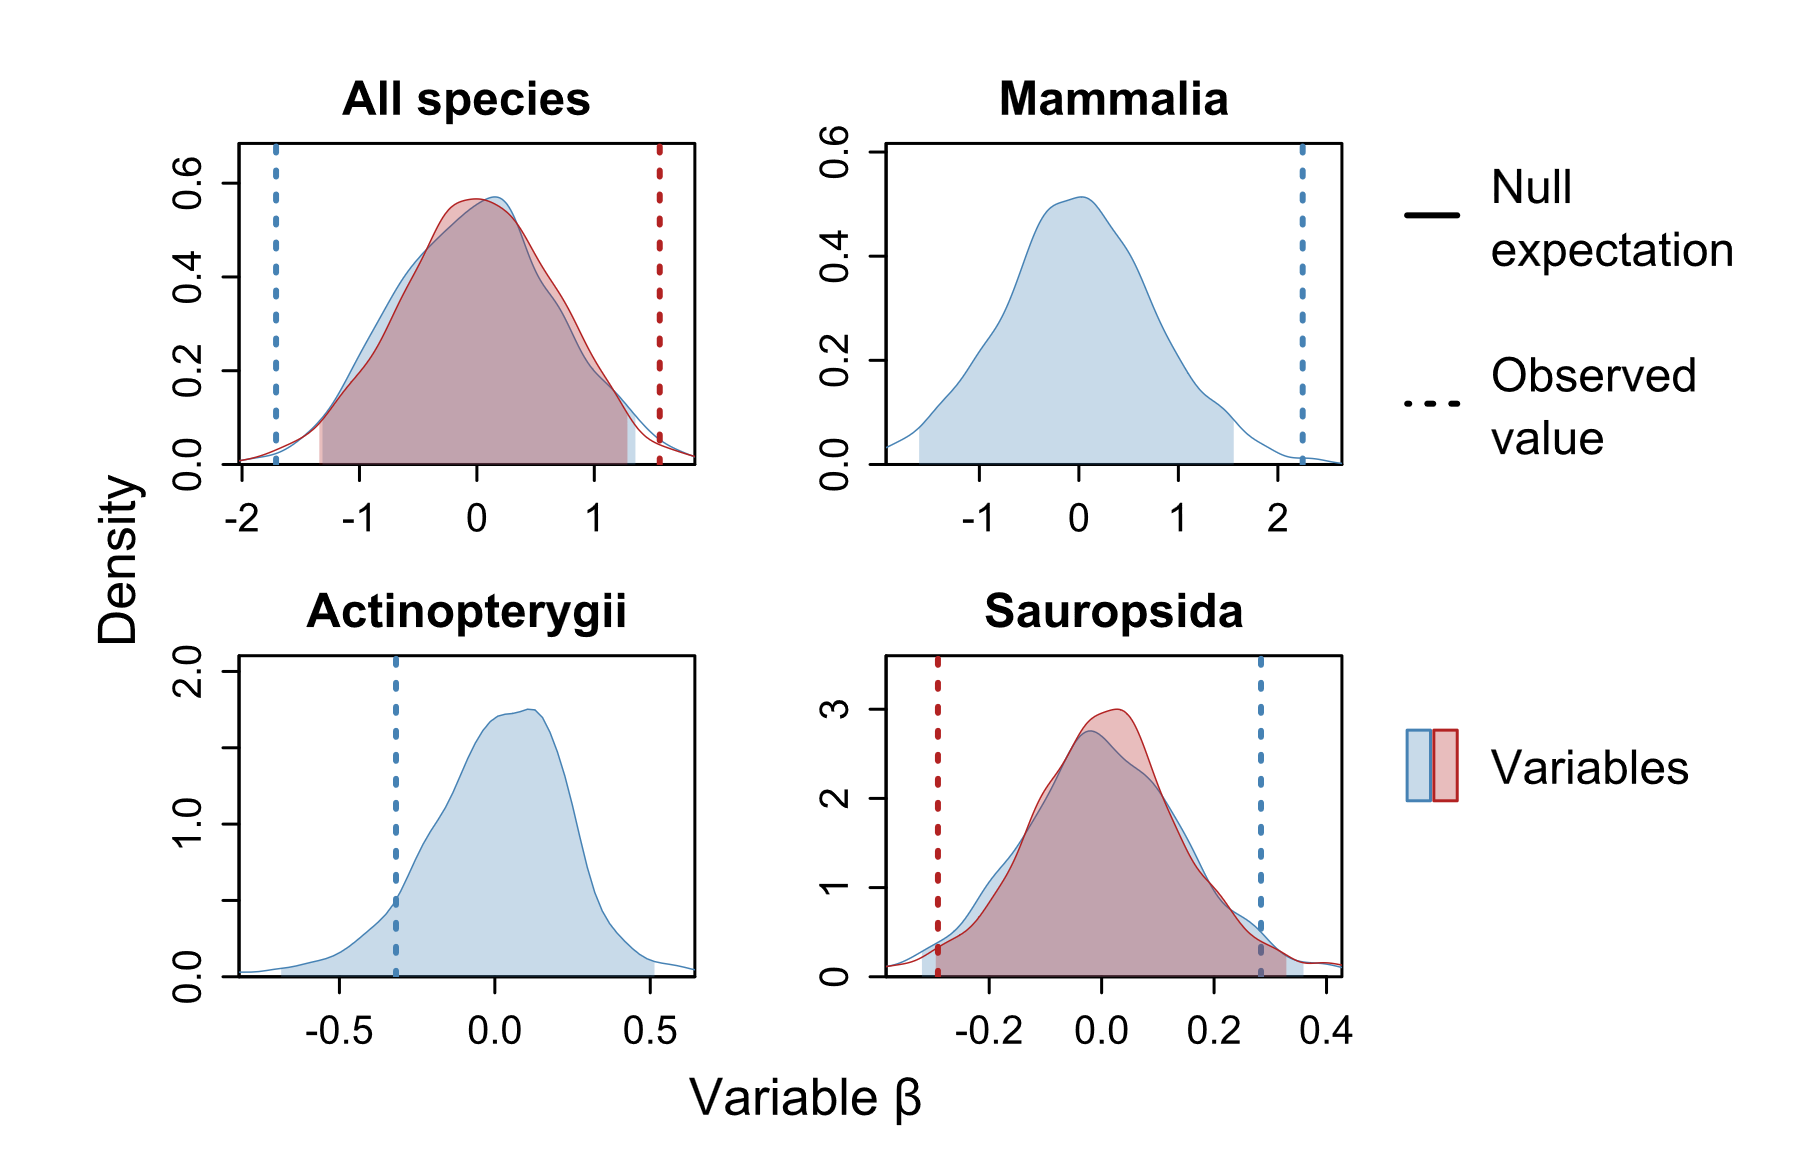 All species
Mammalia
0.0 0.2 0.4 0.6
-2 -1 0 1
0.0 0.2 0.4 0.6
-1 0 1 2
Null
expectation
Observed
value
Density
Actinopterygii
Sauropsida
0.0 1.0 2.0
-0.5 0.0 0.5
0 1 2 3
-0.2 0.0 0.2 0.4
Variables
Variable β